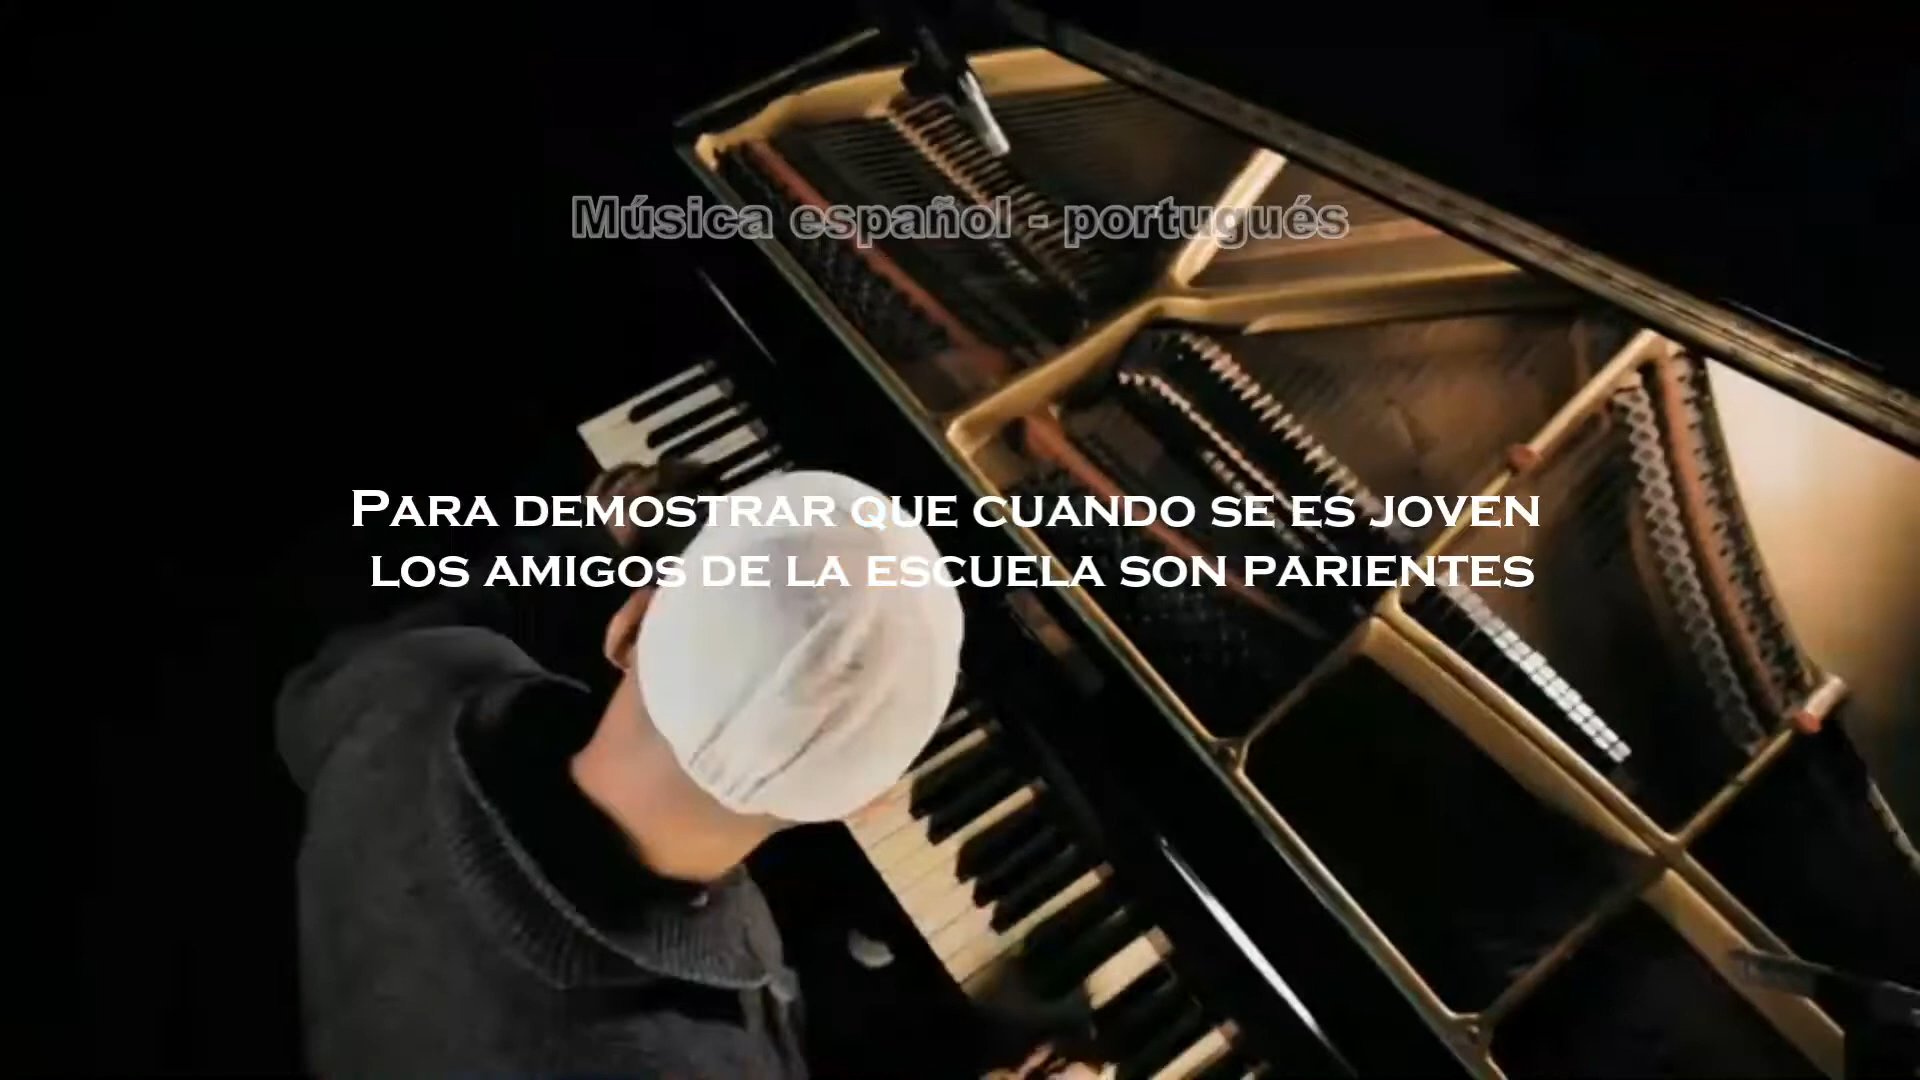 Música español - portugués
Para demostrar que cuando se es joven
los amigos de la escuela son parientes